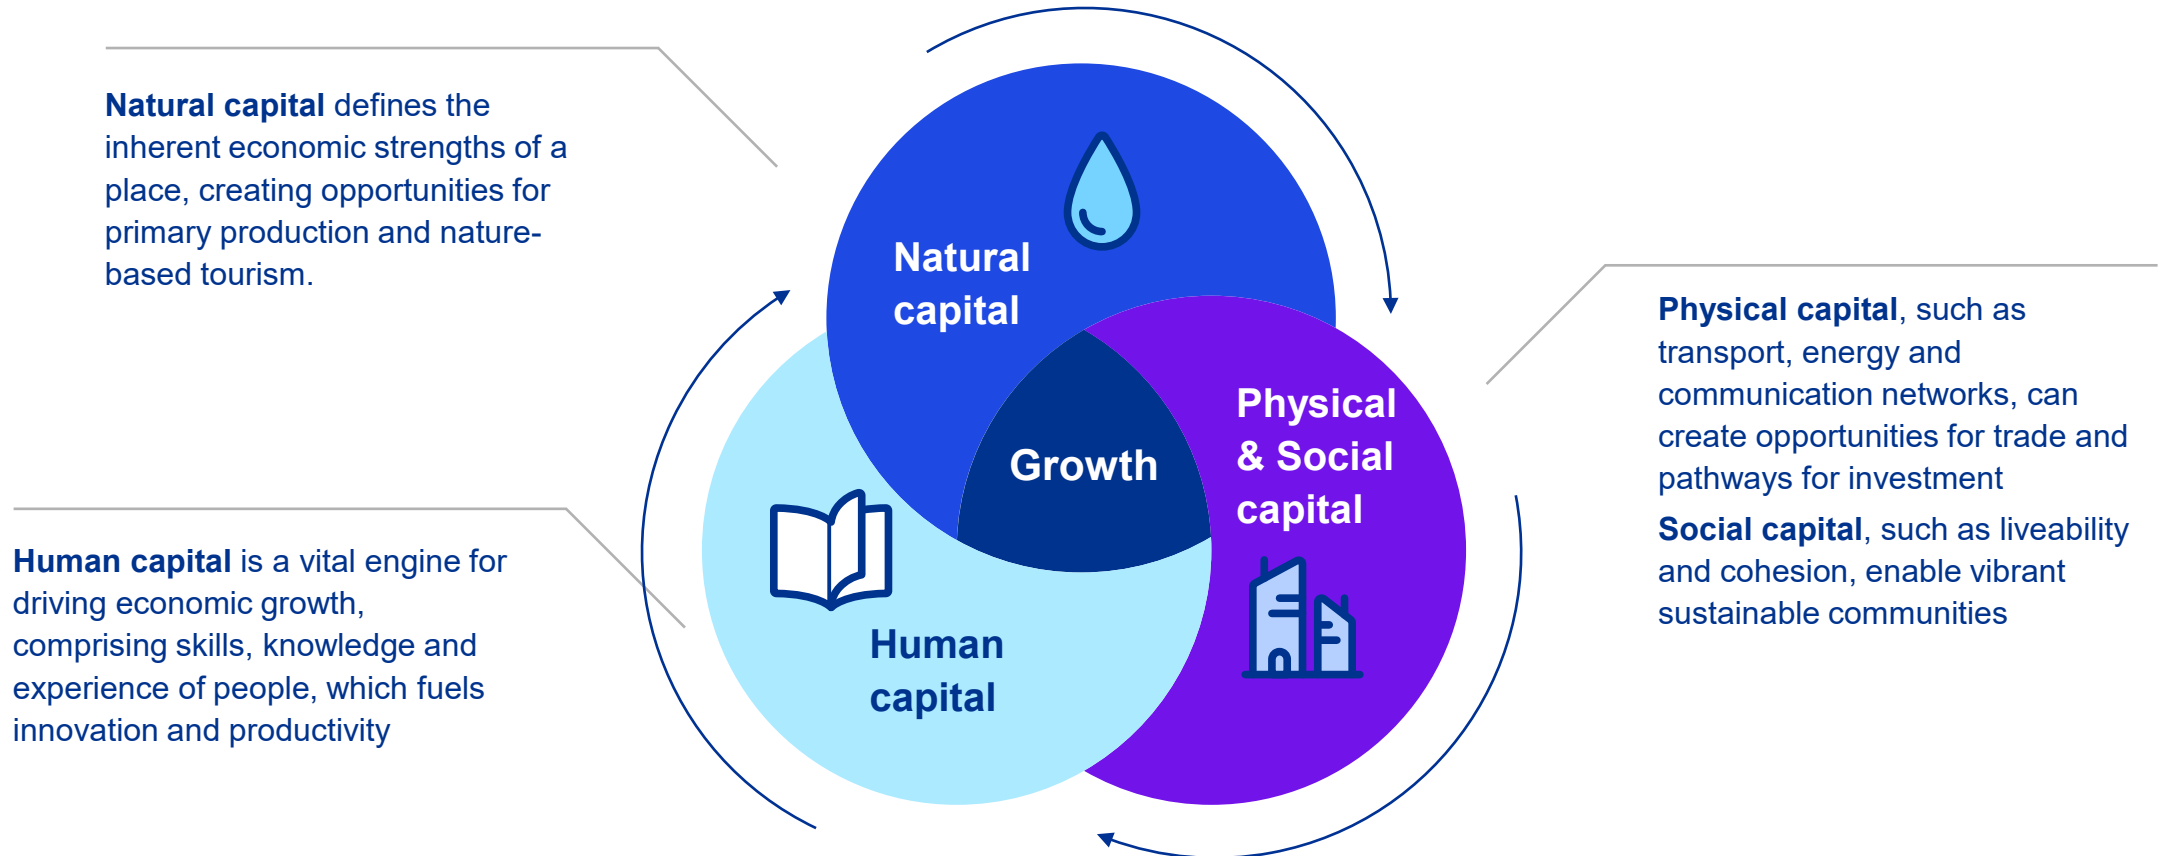 Natural capital defines the
inherent economic strengths of a
place, creating opportunities for
primary production and nature-
based tourism.
Human capital is a vital engine for
driving economic growth,
comprising skills, knowledge and
experience of people, which fuels
innovation and productivity
Natural
capital
Growth
Physical
& Social
capital
Human
capital
Physical capital, such as
transport, energy and
communication networks, can
create opportunities for trade and
pathways for investment
Social capital, such as liveability
and cohesion, enable vibrant
sustainable communities